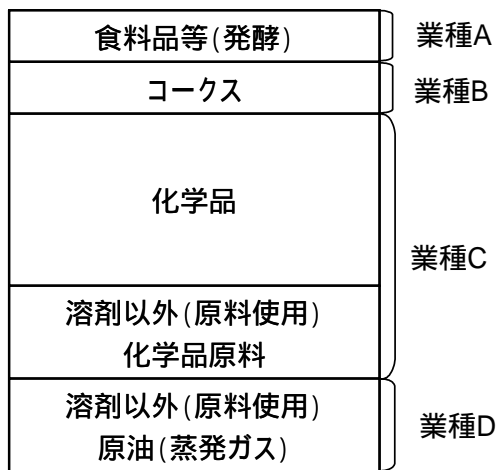 食料品等(発酵)
業種A
コークス
業種B
化学品
業種C
溶剤以外(原料使用)
化学品原料
溶剤以外(原料使用)
原油(蒸発ガス)
業種D